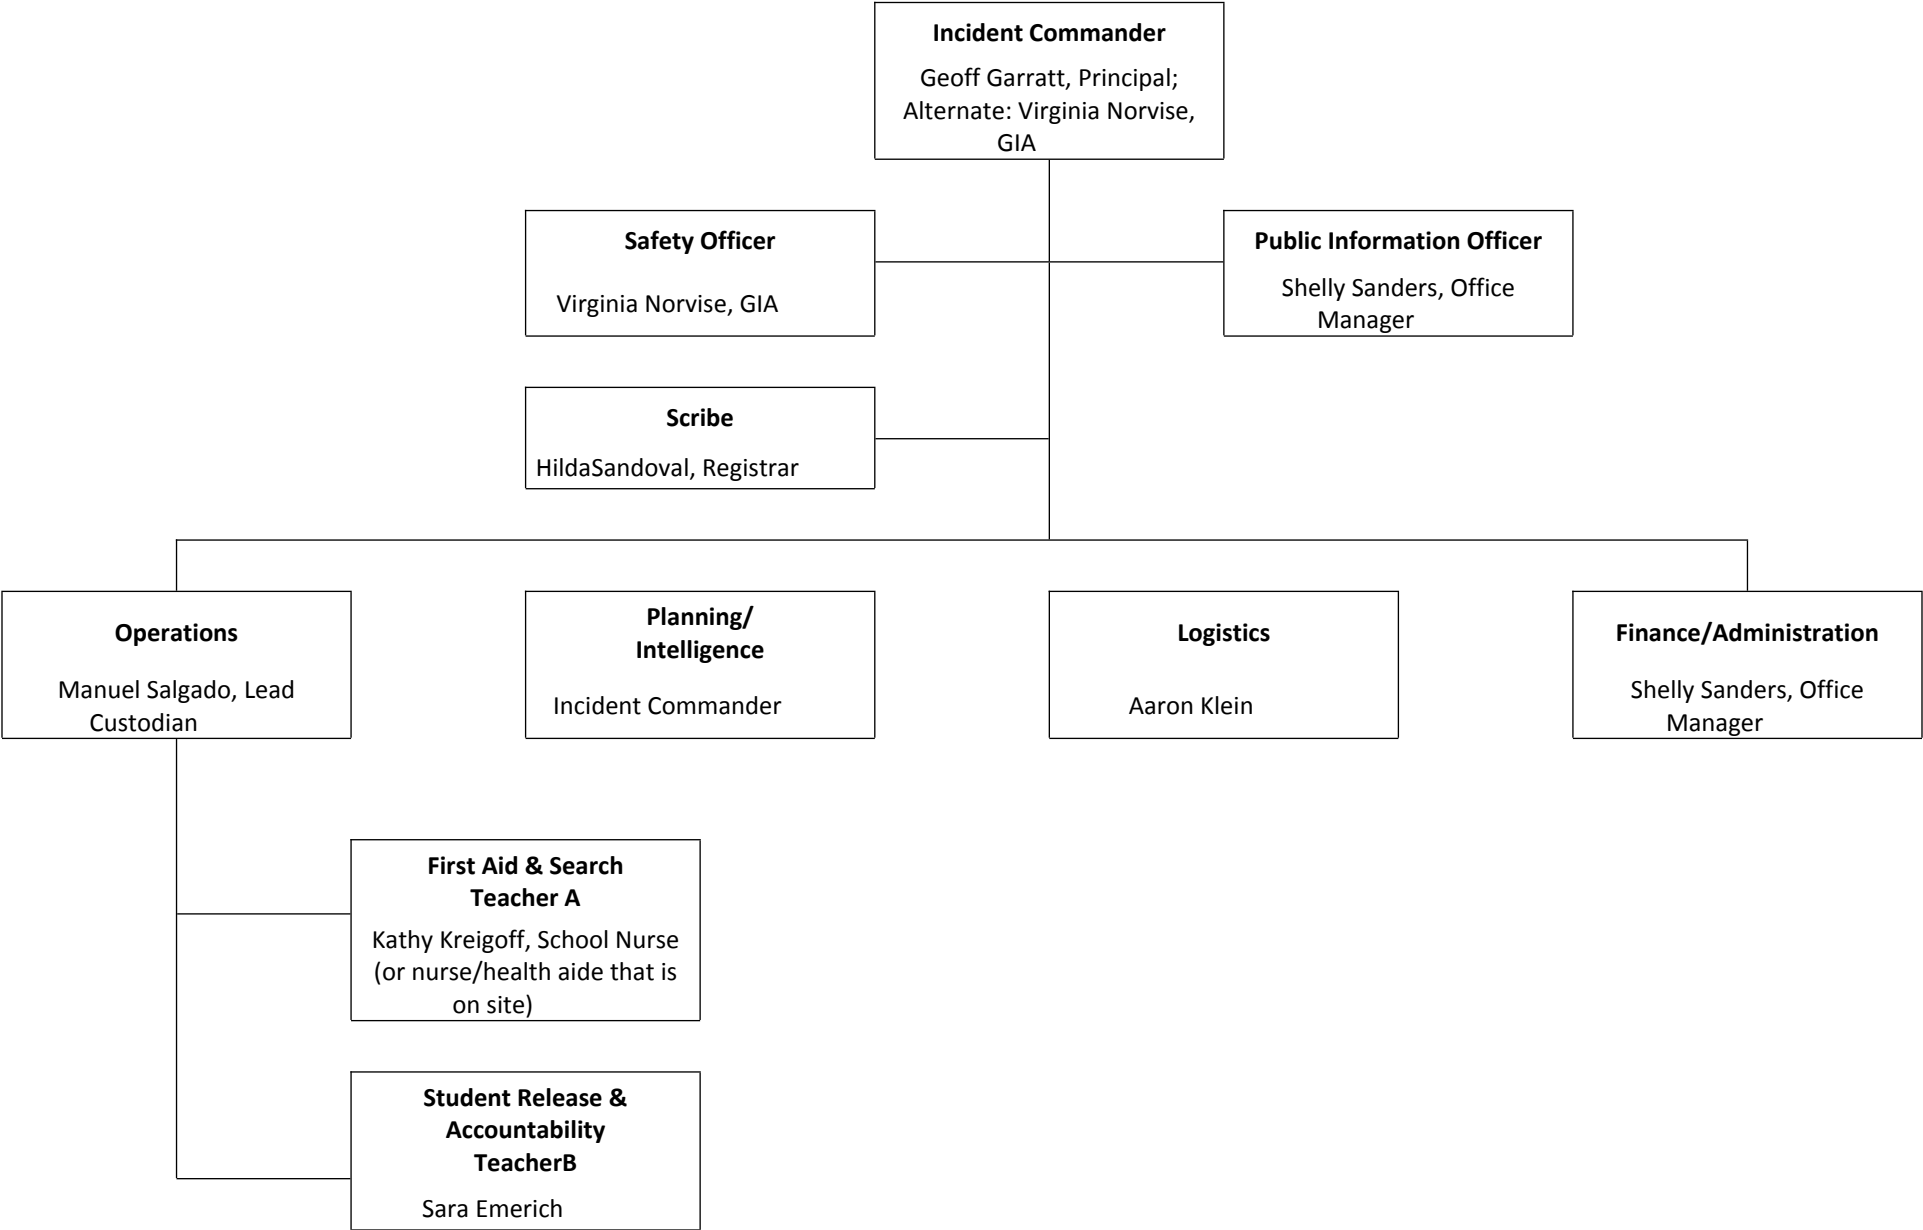 Incident Commander
Geoff Garratt, Principal;
Alternate: Virginia Norvise,
GIA
Safety Officer
Virginia Norvise, GIA
Public Information Officer
Shelly Sanders, Office
Manager
Scribe
HildaSandoval, Registrar
Operations
Manuel Salgado, Lead
Custodian
Planning/
Intelligence
Incident Commander
Logistics
Aaron Klein
Finance/Administration
Shelly Sanders, Office
Manager
First Aid & Search
Teacher A
Kathy Kreigoff, School Nurse
(or nurse/health aide that is
on site)
Student Release &
Accountability
TeacherB
Sara Emerich